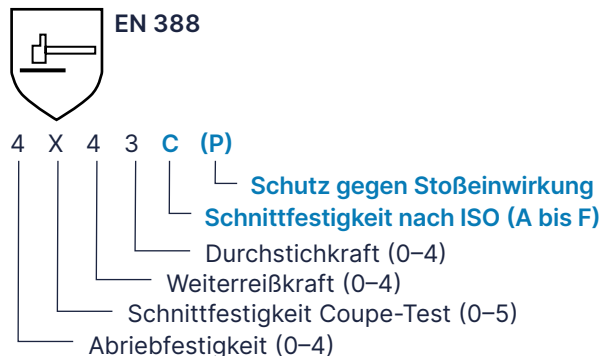 EN 388
4 X 4 3 C (P)
Schutz gegen Stoßeinwirkung
Schnittfestigkeit nach ISO (A bis F)
Durchstichkraft (0–4)
Weiterreißkraft (0–4)
Schnittfestigkeit Coupe-Test (0–5)
Abriebfestigkeit (0–4)